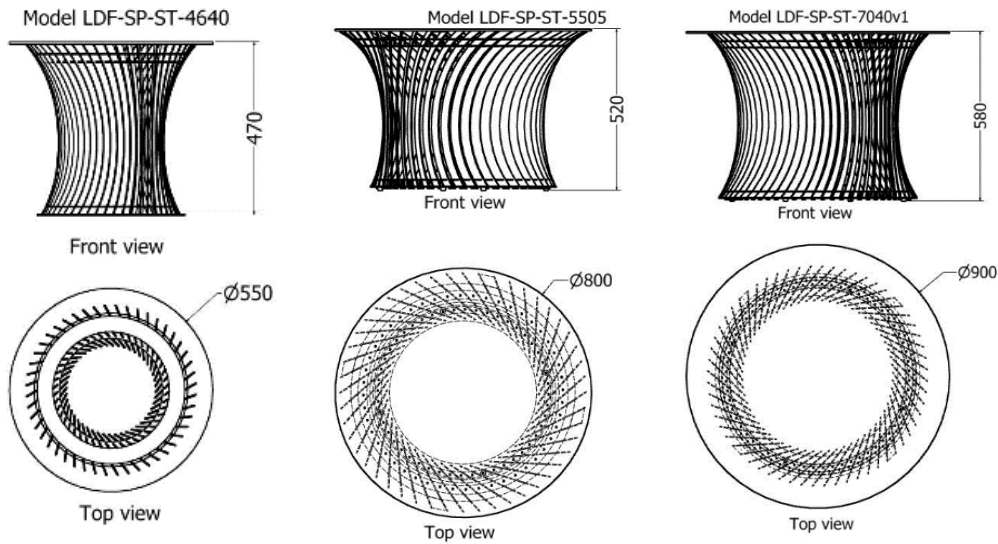 Model LDF-SP-ST-4640
470
Front view
Ø550
Top view
Model LDF-SP-ST-5505
520
Front view
Ø800
Top view
Model LDF-SP-ST-7040v1
580
Front view
Ø900
Top view